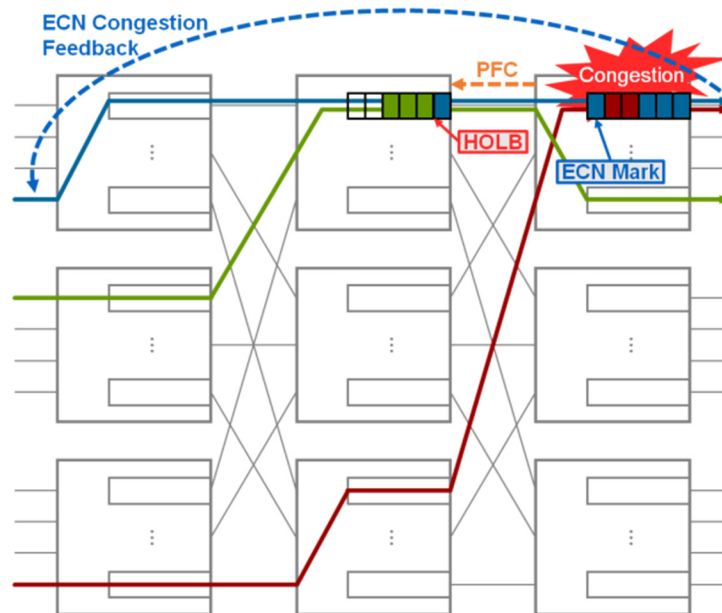 ECN Congestion
Feedback
PFC
Congestion
HOLB
ECN Mark